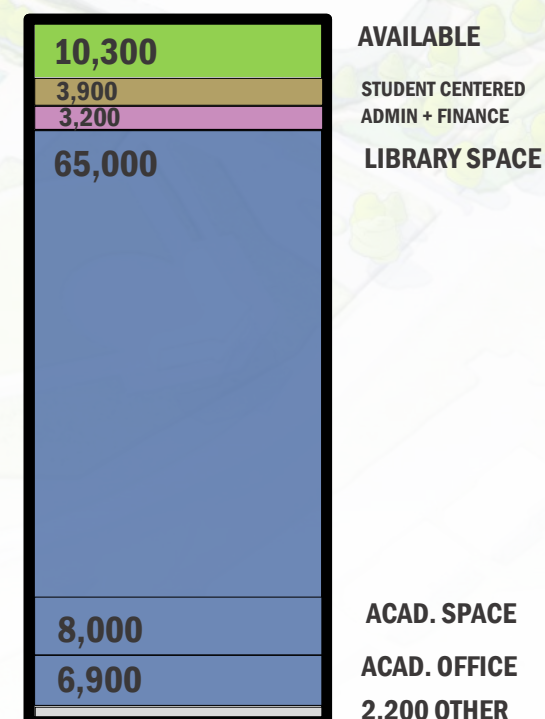 10,300 AVAILABLE
3,900 STUDENT CENTERED
3,200 ADMIN + FINANCE
65,000 LIBRARY SPACE
8,000 ACAD. SPACE
6,900 ACAD. OFFICE
2,200 OTHER